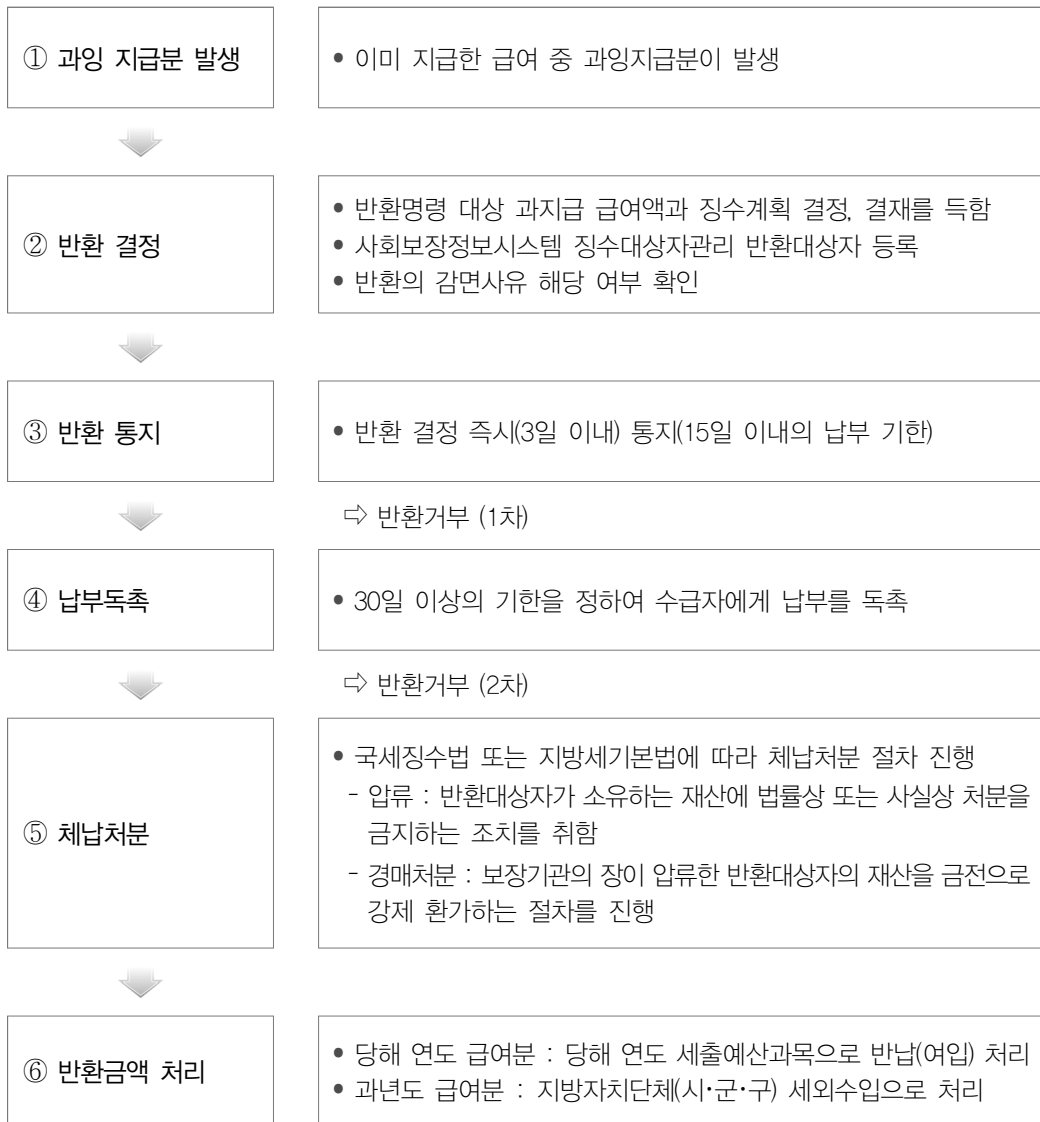 ① 과잉 지급분 발생
• 이미 지급한 급여 중 과잉지급분이 발생
② 반환 결정
• 반환명령 대상 과지급 급여액과 징수계획 결정, 결재를 득함
• 사회보장정보시스템 징수대상자관리 반환대상자 등록
• 반환의 감면사유 해당 여부 확인
③ 반환 통지
• 반환 결정 즉시(3일 이내) 통지(15일 이내의 납부 기한)
⇨ 반환거부 (1차)
④ 납부독촉
• 30일 이상의 기한을 정하여 수급자에게 납부를 독촉
⇨ 반환거부 (2차)
⑤ 체납처분
• 국세징수법 또는 지방세기본법에 따라 체납처분 절차 진행
- 압류 : 반환대상자가 소유하는 재산에 법률상 또는 사실상 처분을
금지하는 조치를 취함
- 경매처분 : 보장기관의 장이 압류한 반환대상자의 재산을 금전으로
강제 환가하는 절차를 진행
⑥ 반환금액 처리
• 당해 연도 급여분 : 당해 연도 세출예산과목으로 반납(여입) 처리
• 과년도 급여분 : 지방자치단체(시·군·구) 세외수입으로 처리